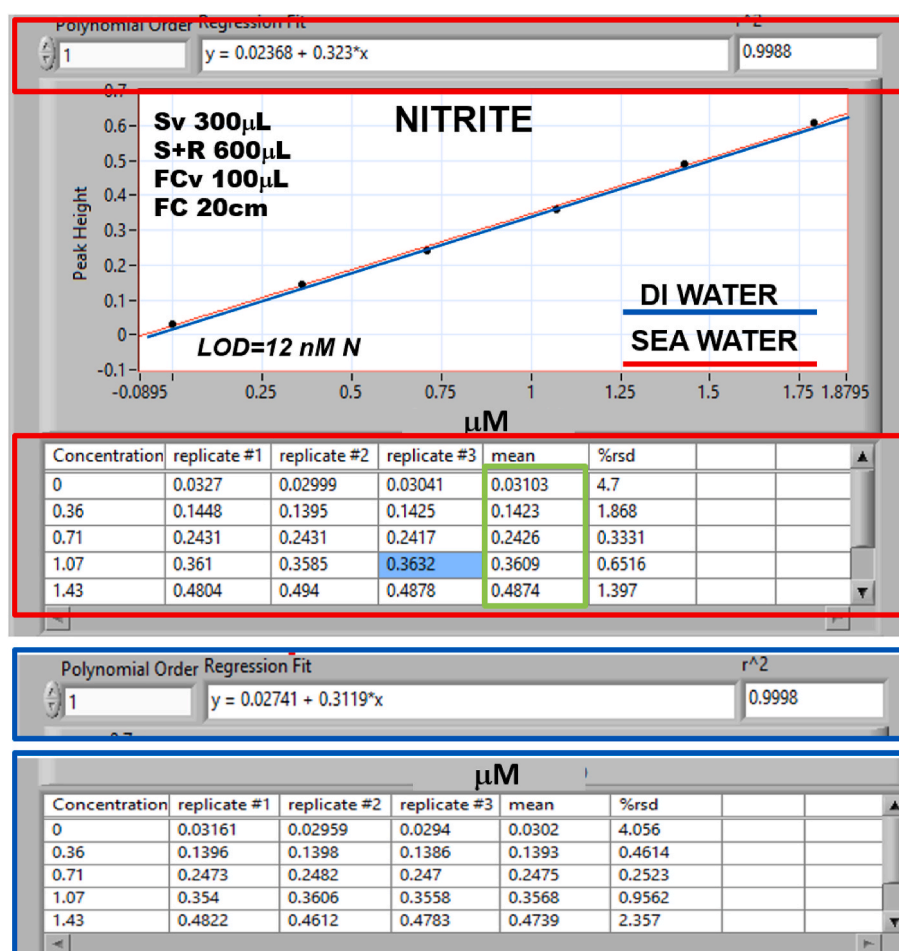 Polynomial Order Regression Fit r^2
1 y = 0.02368 + 0.323*x 0.9988
0.7
0.6
0.5
0.4
0.3
0.2
0.1
0
-0.1
Peak Height
Sv 300μL
S+R 600μL
FCv 100μL
FC 20cm
NITRITE
LOD=12 nM N
DI WATER
SEA WATER
-0.0895 0.25 0.5 0.75 1 1.25 1.5 1.75 1.8795
μM
Concentration replicate #1 replicate #2 replicate #3 mean %rsd
0 0.0327 0.02999 0.03041 0.03103 4.7
0.36 0.1448 0.1395 0.1425 0.1423 1.868
0.71 0.2431 0.2431 0.2417 0.2426 0.3331
1.07 0.361 0.3585 0.3632 0.3609 0.6516
1.43 0.4804 0.494 0.4878 0.4874 1.397
Polynomial Order Regression Fit r^2
1 y = 0.02741 + 0.3119*x 0.9998
μM
Concentration replicate #1 replicate #2 replicate #3 mean %rsd
0 0.03161 0.02959 0.0294 0.0302 4.056
0.36 0.1396 0.1398 0.1386 0.1393 0.4614
0.71 0.2473 0.2482 0.247 0.2475 0.2523
1.07 0.354 0.3606 0.3558 0.3568 0.9562
1.43 0.4822 0.4612 0.4783 0.4739 2.357